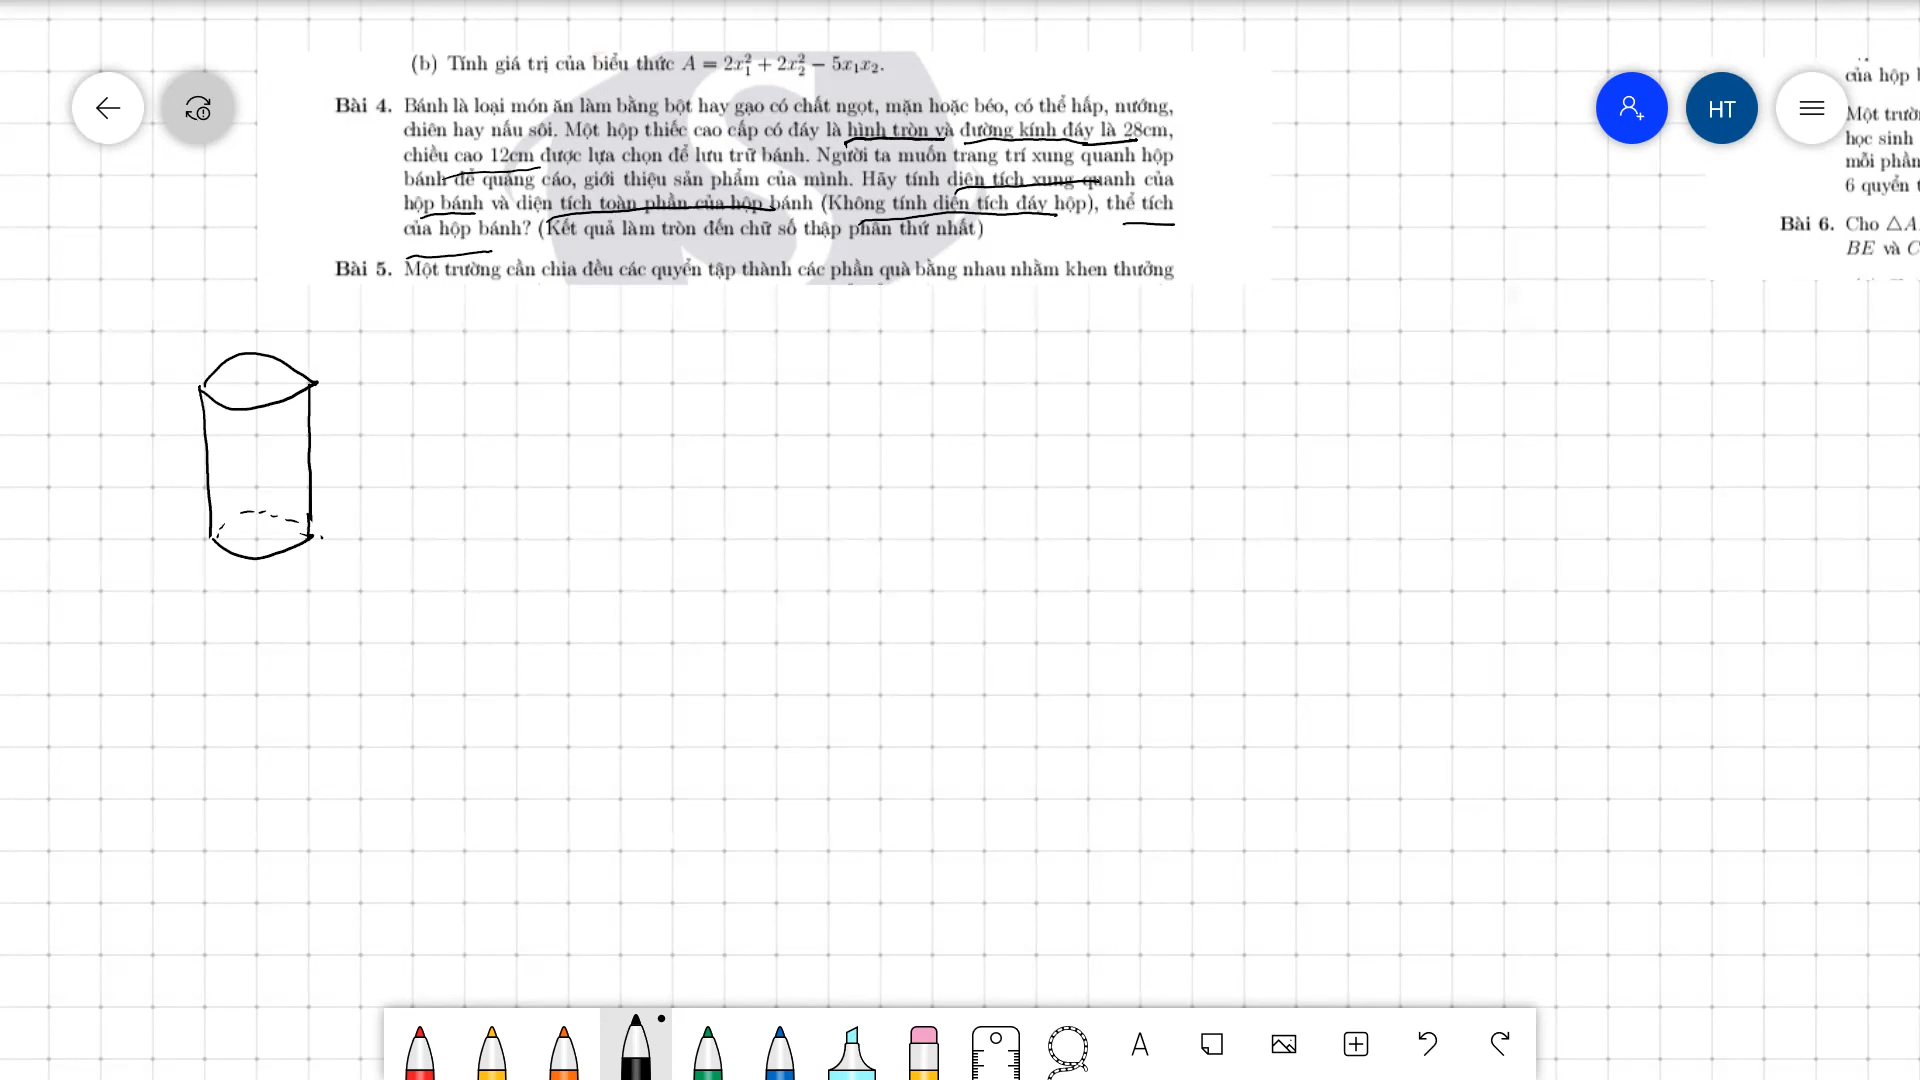 (b) Tính giá trị của biểu thức A = 2x₁² + 2x₂² − 5x₁x₂.
Bài 4. Bánh là loại món ăn làm bằng bột hay gạo có chất ngọt, mặn hoặc béo, có thể hấp, nướng,
chiên hay nấu sôi. Một hộp thiếc cao cấp có đáy là hình tròn và đường kính đáy là 28cm,
chiều cao 12cm được lựa chọn để lưu trữ bánh. Người ta muốn trang trí xung quanh hộp
bánh để quảng cáo, giới thiệu sản phẩm của mình. Hãy tính diện tích xung quanh của
hộp bánh và diện tích toàn phần của hộp bánh (Không tính diện tích đáy hộp), thể tích
của hộp bánh? (Kết quả làm tròn đến chữ số thập phân thứ nhất)
Bài 5. Một trường cần chia đều các quyển tập thành các phần quà bằng nhau nhằm khen thưởng
HT
của hộp
Một trườ
học sinh
mỗi phần
6 quyển
Bài 6. Cho △A
BE và C
A